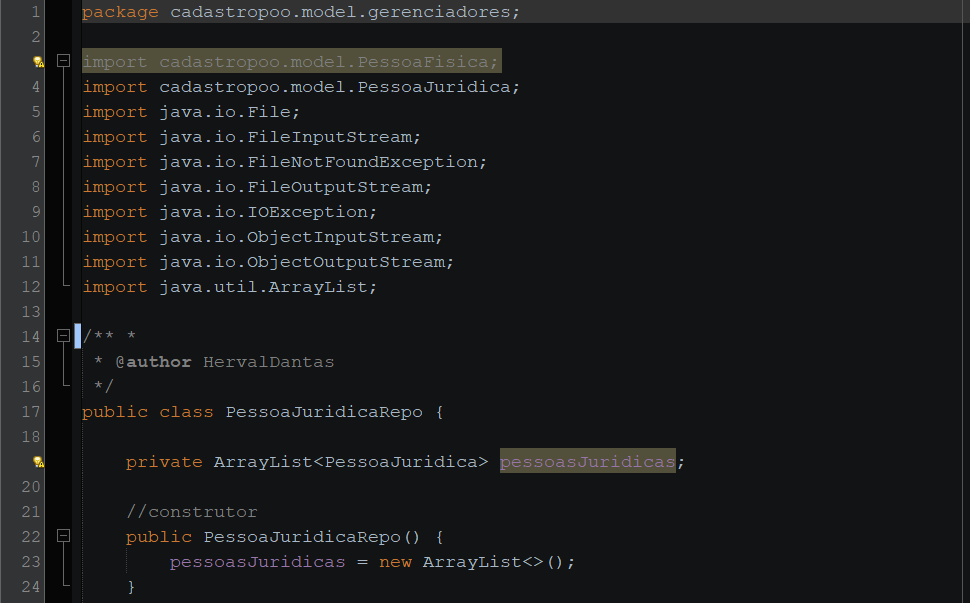 1 package cadastropoo.model.gerenciadores;
2
import cadastropoo.model.PessoaFisica;
4 import cadastropoo.model.PessoaJuridica;
5 import java.io.File;
6 import java.io.FileInputStream;
7 import java.io.FileNotFoundException;
8 import java.io.FileOutputStream;
9 import java.io.IOException;
10 import java.io.ObjectInputStream;
11 import java.io.ObjectOutputStream;
12 import java.util.ArrayList;
13
14 /** *
15  * @author HervalDantas
16  */
17 public class PessoaJuridicaRepo {
18
    private ArrayList<PessoaJuridica> pessoasJuridicas;
20
21     //construtor
22     public PessoaJuridicaRepo() {
23         pessoasJuridicas = new ArrayList<>();
24     }